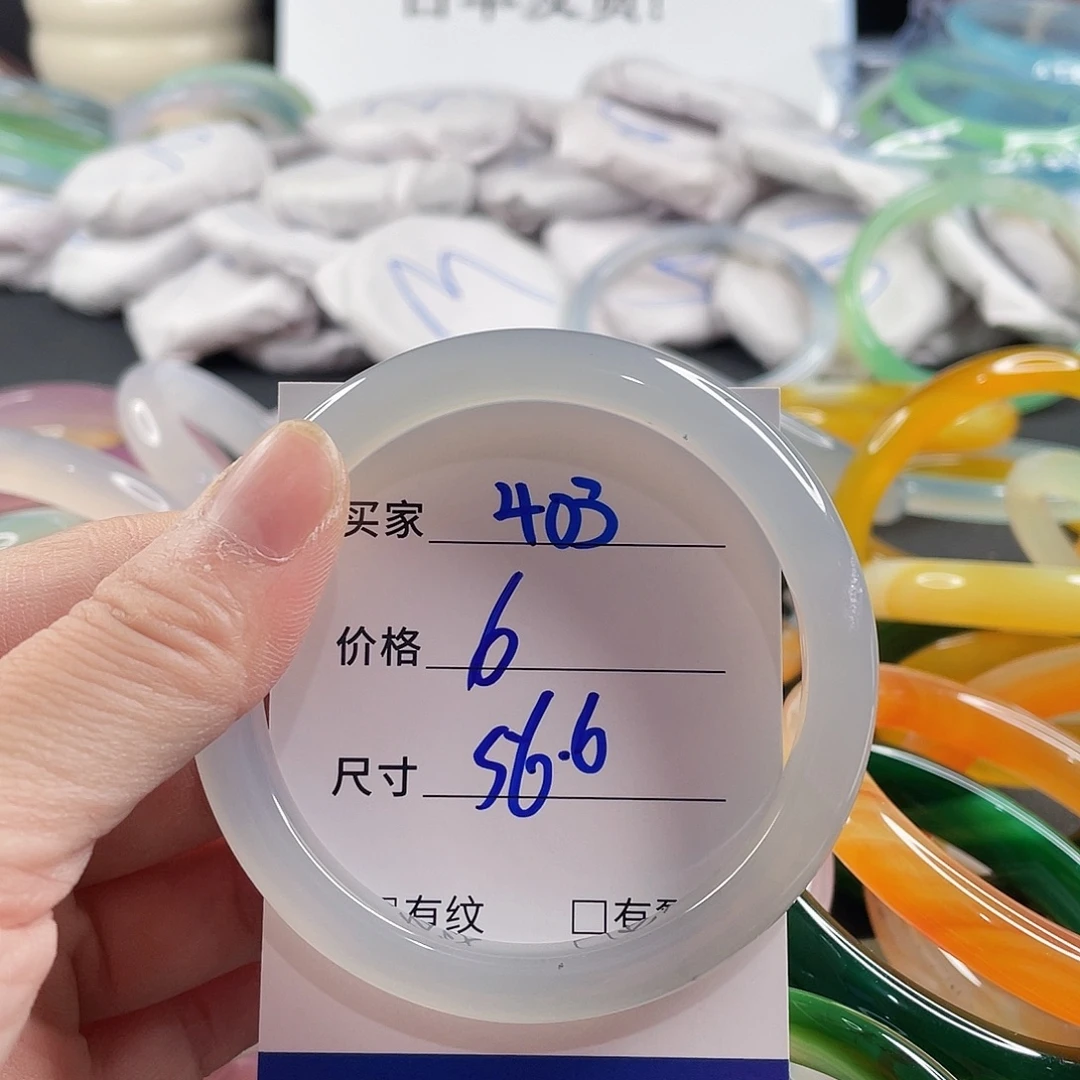 买家 403
价格 6
尺寸 56.6
有纹 □有